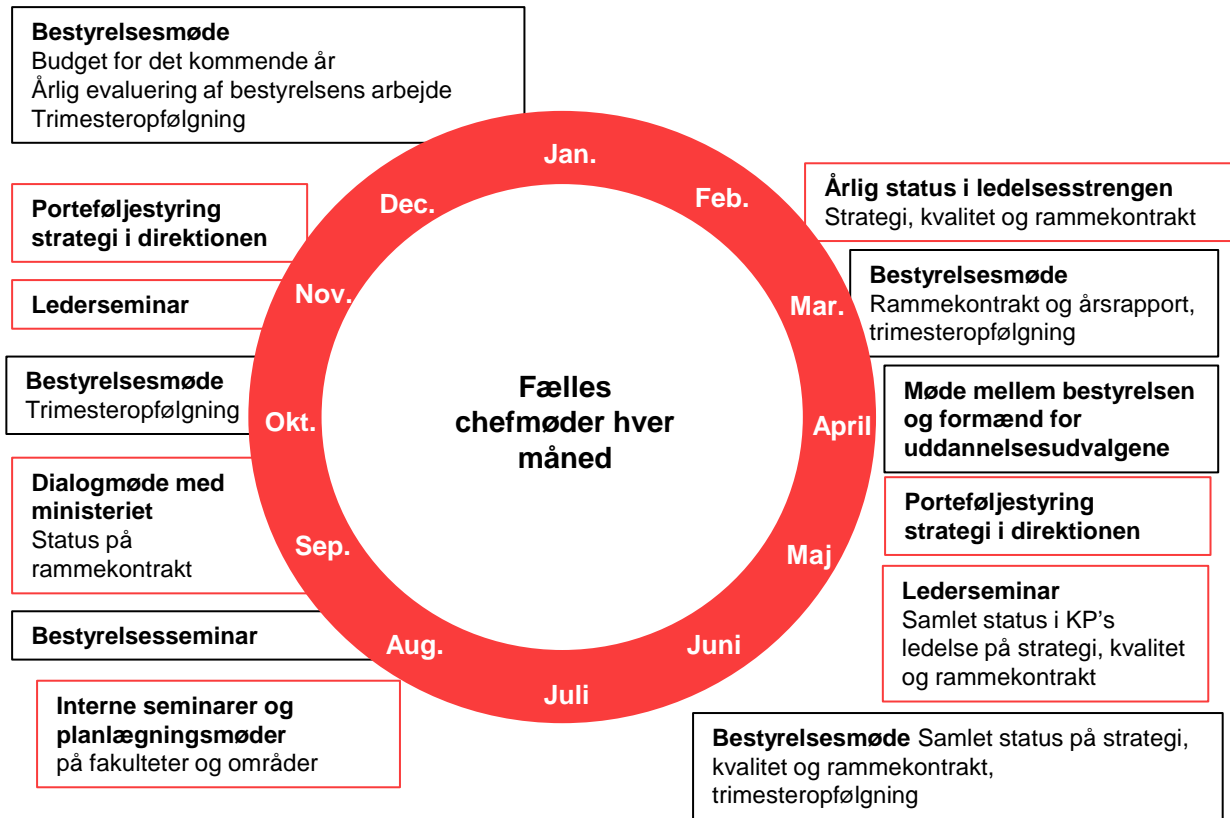 Bestyrelsesmøde
Budget for det kommende år
Årlig evaluering af bestyrelsens arbejde
Trimesteropfølgning
Jan.
Feb.
Mar.
April
Maj
Juni
Juli
Aug.
Sep.
Okt.
Nov.
Dec.
Fælles
chefmøder hver
måned
Årlig status i ledelsesstrengen
Strategi, kvalitet og rammekontrakt
Bestyrelsesmøde
Rammekontrakt og årsrapport,
trimesteropfølgning
Møde mellem bestyrelsen
og formænd for
uddannelsesudvalgene
Porteføljestyring
strategi i direktionen
Lederseminar
Samlet status i KP’s
ledelse på strategi, kvalitet
og rammekontrakt
Bestyrelsesmøde Samlet status på strategi,
kvalitet og rammekontrakt,
trimesteropfølgning
Interne seminarer og
planlægningsmøder
på fakulteter og områder
Bestyrelsesseminar
Dialogmøde med
ministeriet
Status på
rammekontrakt
Bestyrelsesmøde
Trimesteropfølgning
Lederseminar
Porteføljestyring
strategi i direktionen